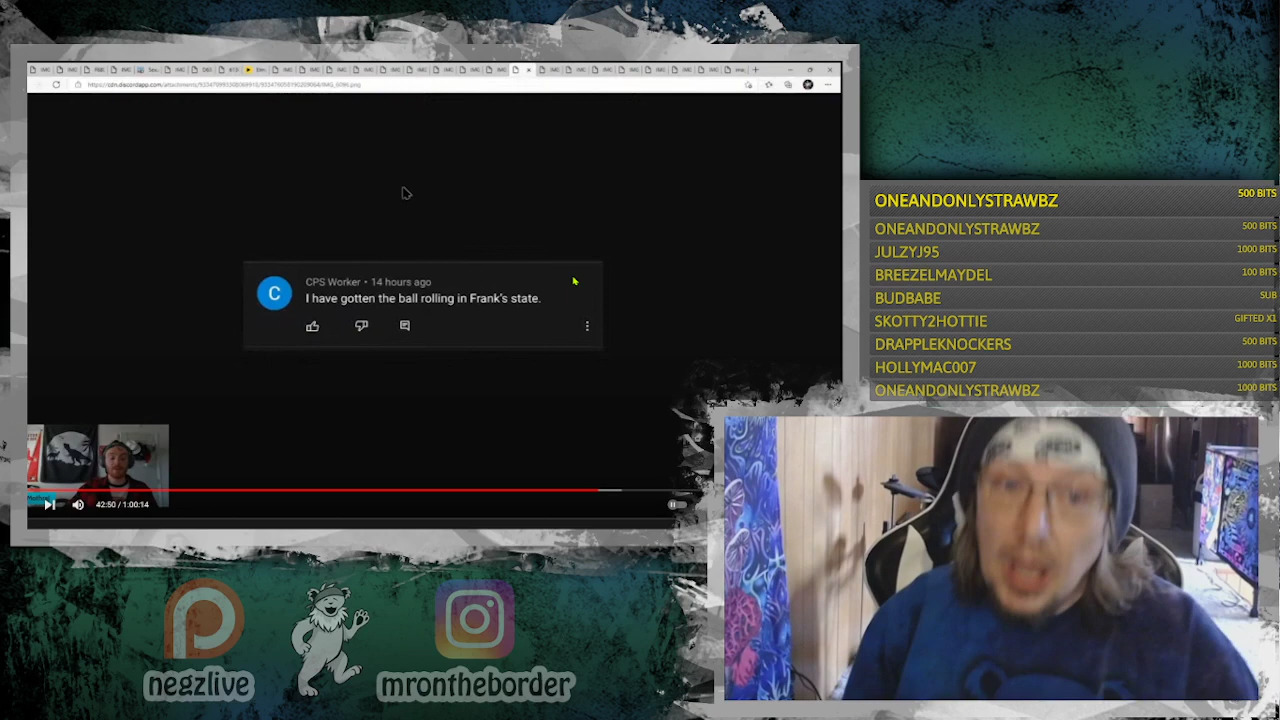 CPS Worker • 14 hours ago
I have gotten the ball rolling in Frank's state.
C
42:50 / 1:00:14
ONEANDONLYSTRAWBZ 500 BITS
ONEANDONLYSTRAWBZ 500 BITS
JULZYJ95 1000 BITS
BREEZELMAYDEL 100 BITS
BUDBABE SUB
SKOTTY2HOTTIE GIFTED X1
DRAPPLEKNOCKERS 500 BITS
HOLLYMAC007 1000 BITS
ONEANDONLYSTRAWBZ 1000 BITS
negzlive
mrontheborder